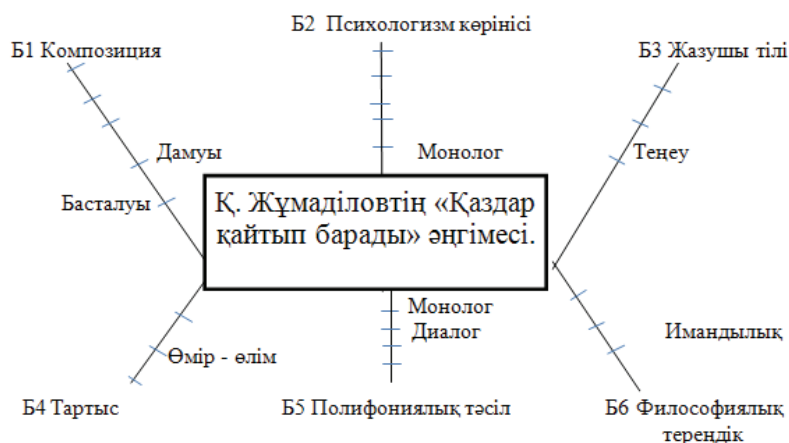 Б2 Психологизм көрінісі
Б1 Композиция
Б3 Жазушы тілі
Дамуы
Монолог
Теңеу
Басталуы
Қ. Жұмаділовтің «Қаздар
қайтып барады» әңгімесі.
Монолог
Диалог
Имандылық
Өмір - өлім
Б4 Тартыс
Б5 Полифониялық тәсіл
Б6 Философиялық
тереңдік